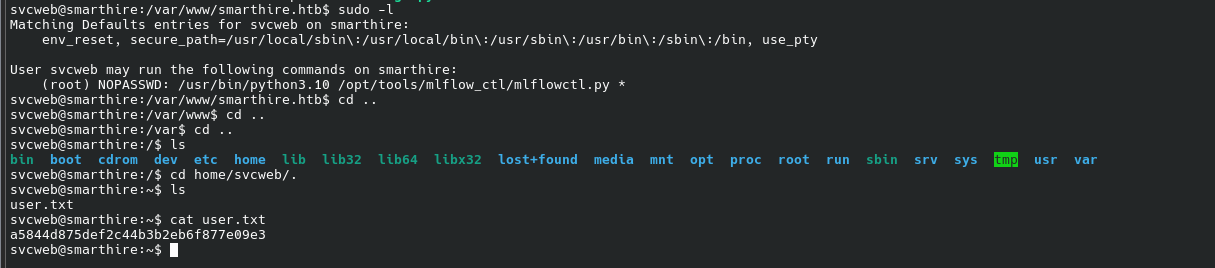 svcweb@smarthire:/var/www/smarthire.htb$ sudo -l
Matching Defaults entries for svcweb on smarthire:
    env_reset, secure_path=/usr/local/sbin\:/usr/local/bin\:/usr/sbin\:/usr/bin\:/sbin\:/bin, use_pty

User svcweb may run the following commands on smarthire:
    (root) NOPASSWD: /usr/bin/python3.10 /opt/tools/mlflow_ctl/mlflowctl.py *
svcweb@smarthire:/var/www/smarthire.htb$ cd ..
svcweb@smarthire:/var/www$ cd ..
svcweb@smarthire:/var$ cd ..
svcweb@smarthire:/$ ls
bin  boot  cdrom  dev  etc  home  lib  lib32  lib64  libx32  lost+found  media  mnt  opt  proc  root  run  sbin  srv  sys  tmp  usr  var
svcweb@smarthire:/$ cd home/svcweb/.
svcweb@smarthire:~$ ls
user.txt
svcweb@smarthire:~$ cat user.txt
a5844d875def2c44b3b2eb6f877e09e3
svcweb@smarthire:~$